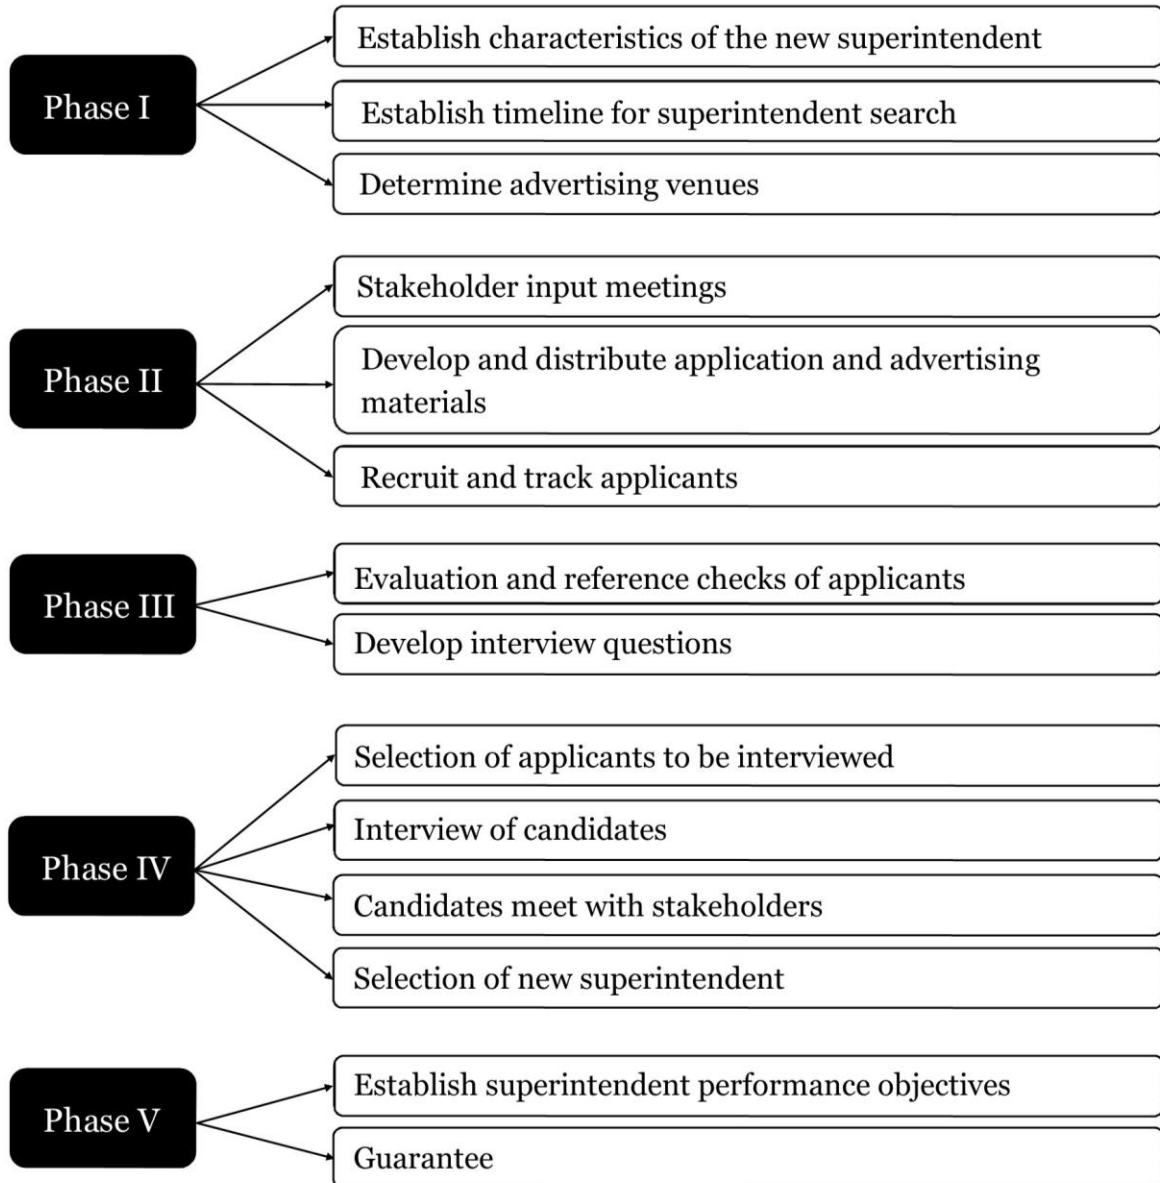 Phase I
Establish characteristics of the new superintendent
Establish timeline for superintendent search
Determine advertising venues
Phase II
Stakeholder input meetings
Develop and distribute application and advertising
materials
Recruit and track applicants
Phase III
Evaluation and reference checks of applicants
Develop interview questions
Phase IV
Selection of applicants to be interviewed
Interview of candidates
Candidates meet with stakeholders
Selection of new superintendent
Phase V
Establish superintendent performance objectives
Guarantee